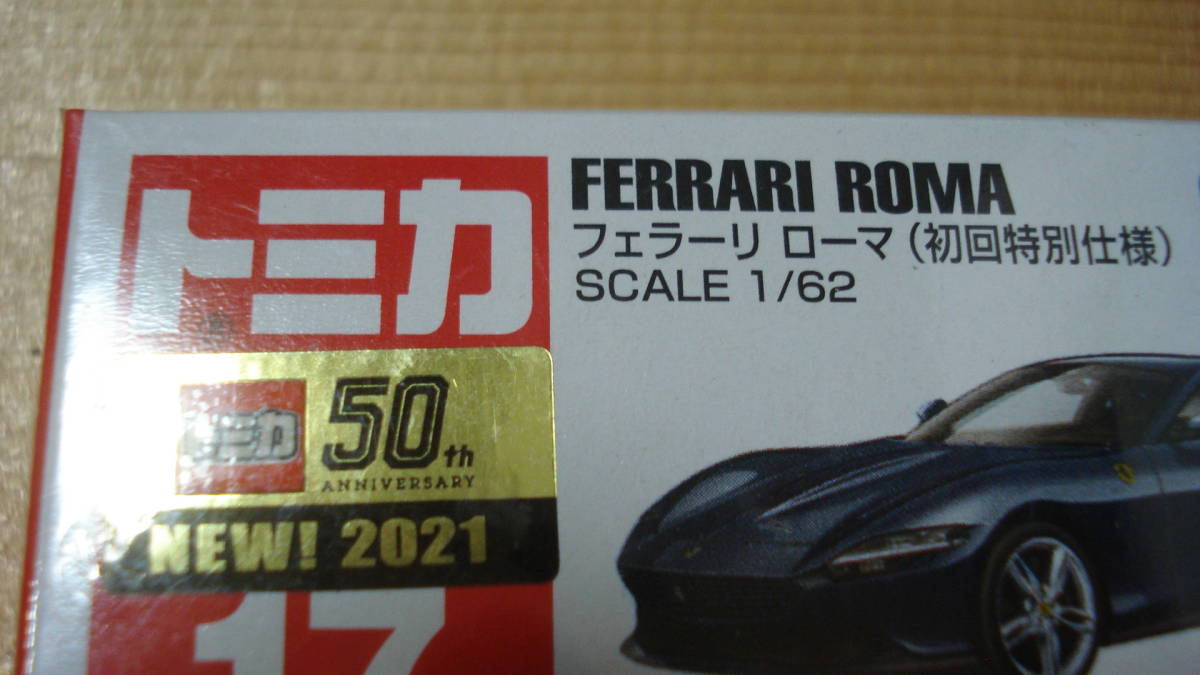 トミカ
FERRARI ROMA
フェラーリ ローマ（初回特別仕様）
SCALE 1/62
トミカ
50th
ANNIVERSARY
NEW! 2021
17